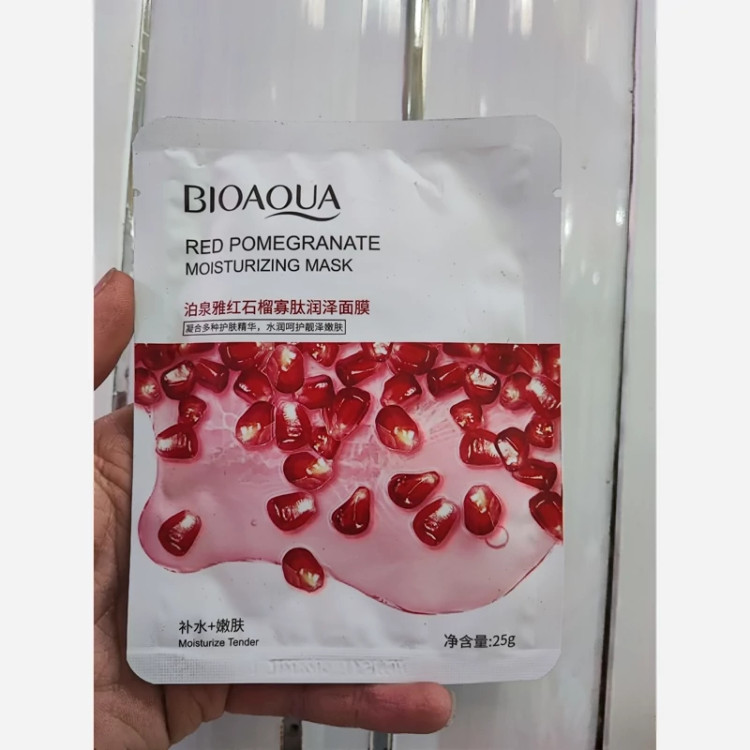 BIOAQUA
RED POMEGRANATE
MOISTURIZING MASK
泊泉雅红石榴寡肽润泽面膜
凝合多种护肤精华，水润呵护靓泽嫩肤
补水+嫩肤
Moisturize Tender
净含量:25g